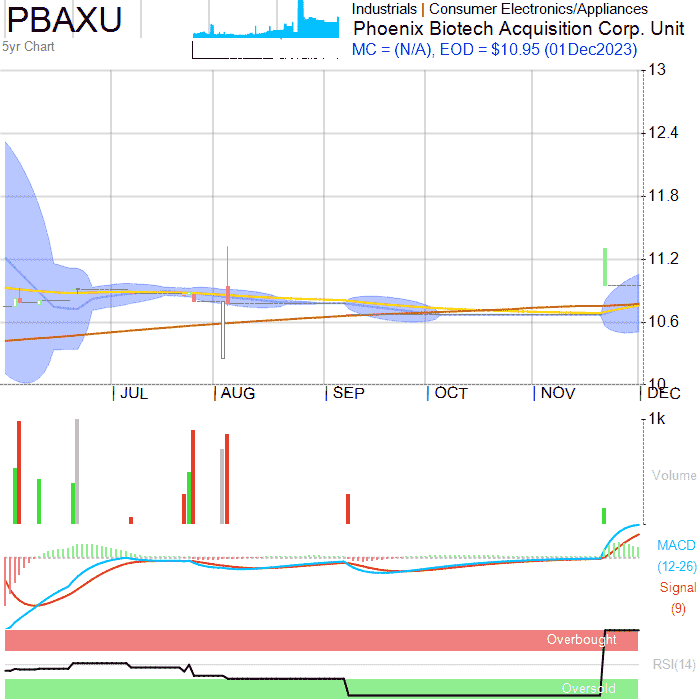 PBAXU
Industrials | Consumer Electronics/Appliances
Phoenix Biotech Acquisition Corp. Unit
5yr Chart
MC = (N/A), EOD = $10.95 (01Dec2023)
13
12.4
11.8
11.2
10.6
10
JUL AUG SEP OCT NOV DEC
1k
Volume
MACD
(12-26)
Signal
(9)
Overbought
RSI(14)
Oversold